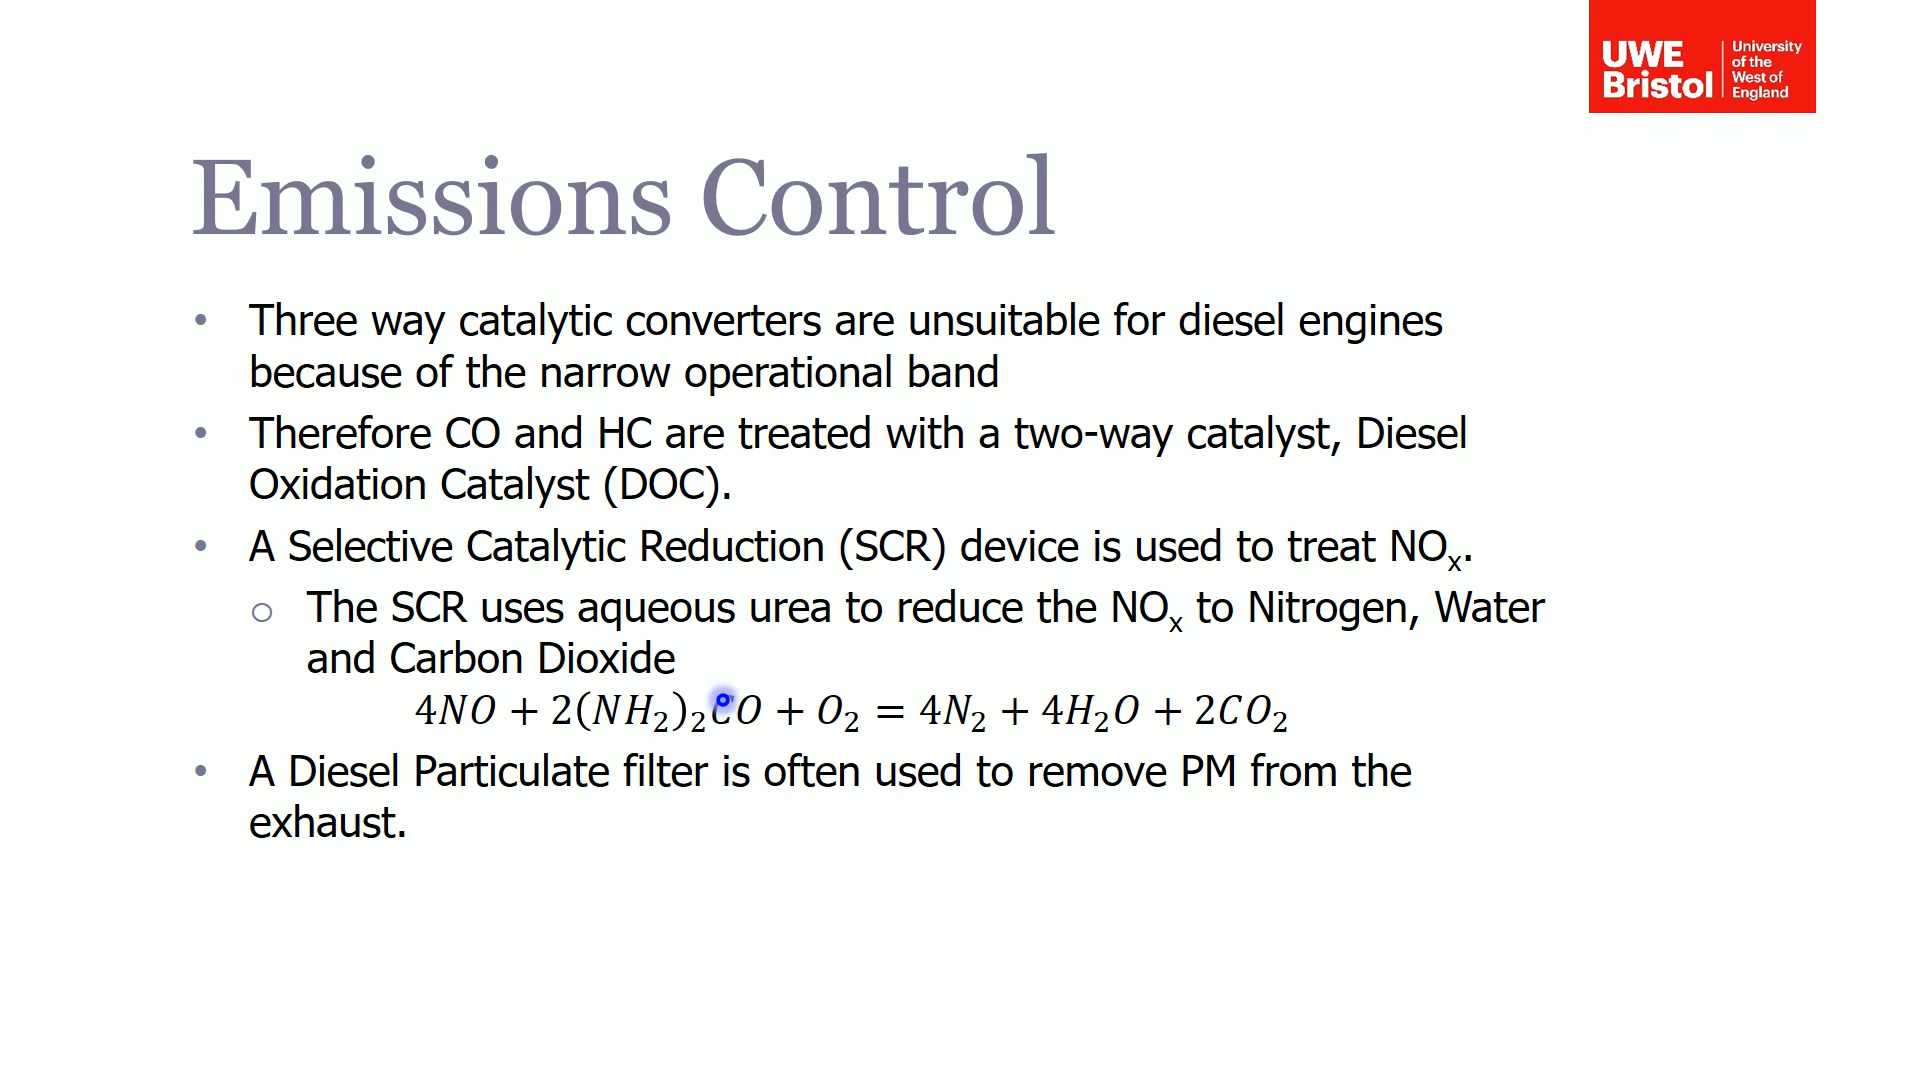 UWE Bristol
University of the West of England
Emissions Control
• Three way catalytic converters are unsuitable for diesel engines
because of the narrow operational band
• Therefore CO and HC are treated with a two-way catalyst, Diesel
Oxidation Catalyst (DOC).
• A Selective Catalytic Reduction (SCR) device is used to treat NOₓ.
○ The SCR uses aqueous urea to reduce the NOₓ to Nitrogen, Water
and Carbon Dioxide
4NO + 2(NH₂)₂CO + O₂ = 4N₂ + 4H₂O + 2CO₂
• A Diesel Particulate filter is often used to remove PM from the
exhaust.